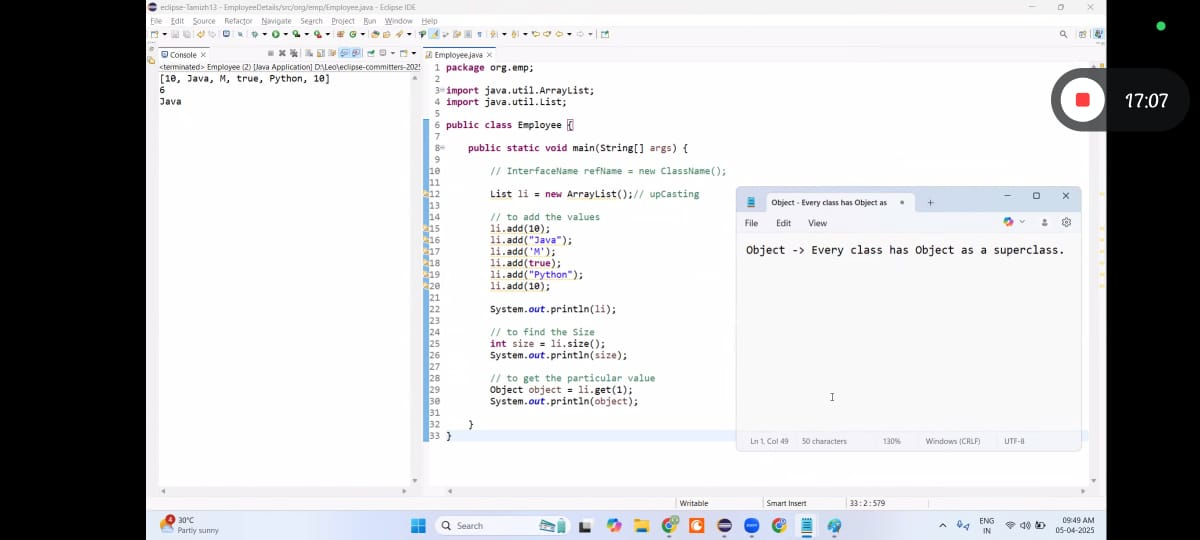 eclipse-Tamizh13 - EmployeeDetails/src/org/emp/Employee.java - Eclipse IDE
File Edit Source Refactor Navigate Search Project Run Window Help
Console ×
Employee.java ×
<terminated> Employee (2) [Java Application] D:\Leo\eclipse-committers-202
[10, Java, M, true, Python, 10]
6
Java
1 package org.emp;
2
3 import java.util.ArrayList;
4 import java.util.List;
5
6 public class Employee {
7
8 public static void main(String[] args) {
9
10 // InterfaceName refName = new ClassName();
11
12 List li = new ArrayList();// upCasting
13
14 // to add the values
15 li.add(10);
16 li.add("Java");
17 li.add('M');
18 li.add(true);
19 li.add("Python");
20 li.add(10);
21
22 System.out.println(li);
23
24 // to find the Size
25 int size = li.size();
26 System.out.println(size);
27
28 // to get the particular value
29 Object object = li.get(1);
30 System.out.println(object);
31
32 }
33 }
17:07
Object - Every class has Object as
File Edit View
Object -> Every class has Object as a superclass.
Ln 1, Col 49 50 characters 130% Windows (CRLF) UTF-8
Writable Smart Insert 33 : 2 : 579
4
30°C
Partly sunny
Search
ENG
IN
09:49 AM
05-04-2025